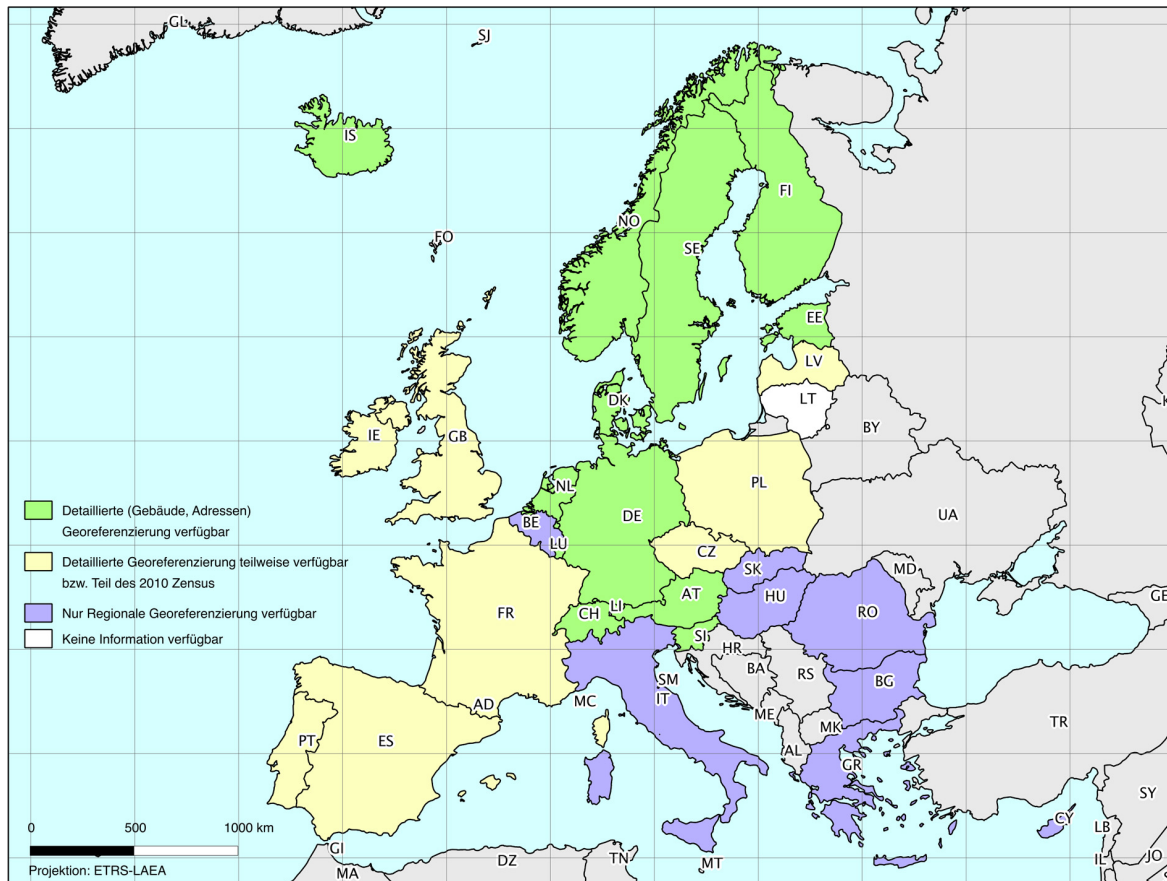 GL
SJ
IS
FO
NO
SE
FI
EE
LV
LT
DK
BY
IE
GB
NL
PL
DE
BE
LU
UA
CZ
SK
MD
AT
HU
CH
LI
RO
GE
FR
SI
HR
BA
RS
SM
IT
BG
MC
AD
ME
MK
TR
PT
ES
AL
GR
SY
CY
LB
GI
DZ
TN
MT
IL
JO
MA
Detaillierte (Gebäude, Adressen)
Georeferenzierung verfügbar
Detaillierte Georeferenzierung teilweise verfügbar
bzw. Teil des 2010 Zensus
Nur Regionale Georeferenzierung verfügbar
Keine Information verfügbar
0 500 1000 km
Projektion: ETRS-LAEA